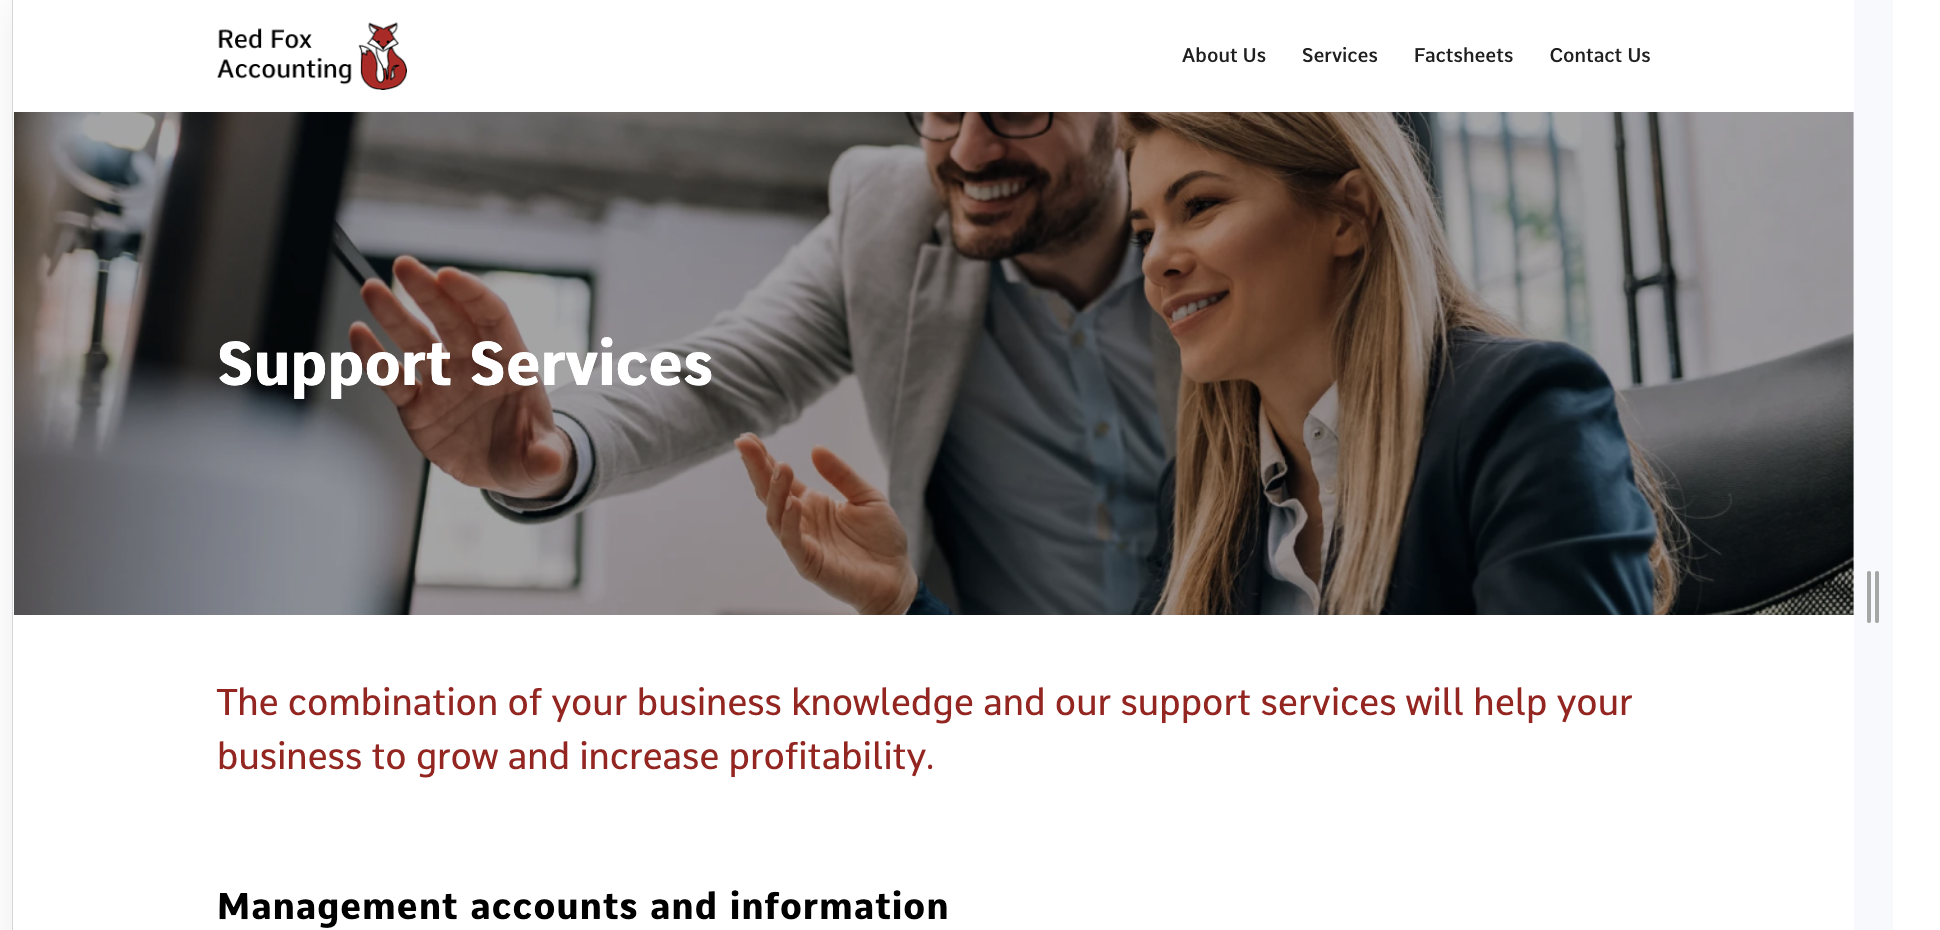 Red Fox
Accounting
About Us
Services
Factsheets
Contact Us
Support Services
The combination of your business knowledge and our support services will help your
business to grow and increase profitability.
Management accounts and information